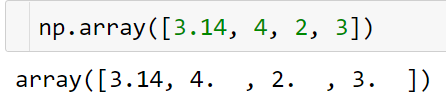 np.array([3.14, 4, 2, 3])
array([3.14, 4.  , 2.  , 3.  ])